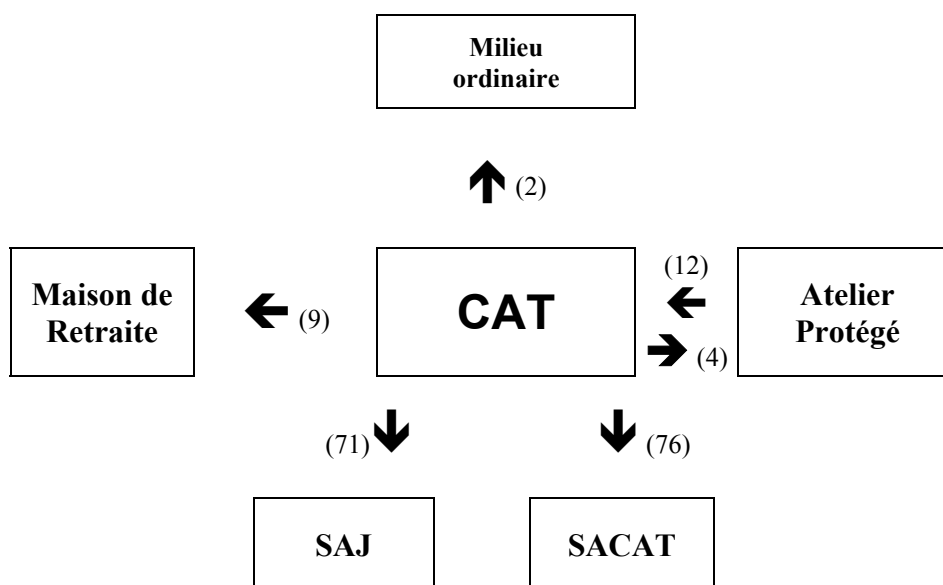 Milieu
ordinaire
(2)
(12)
Maison de
Retraite
(9)
CAT
Atelier
Protégé
(4)
(71)
(76)
SAJ
SACAT